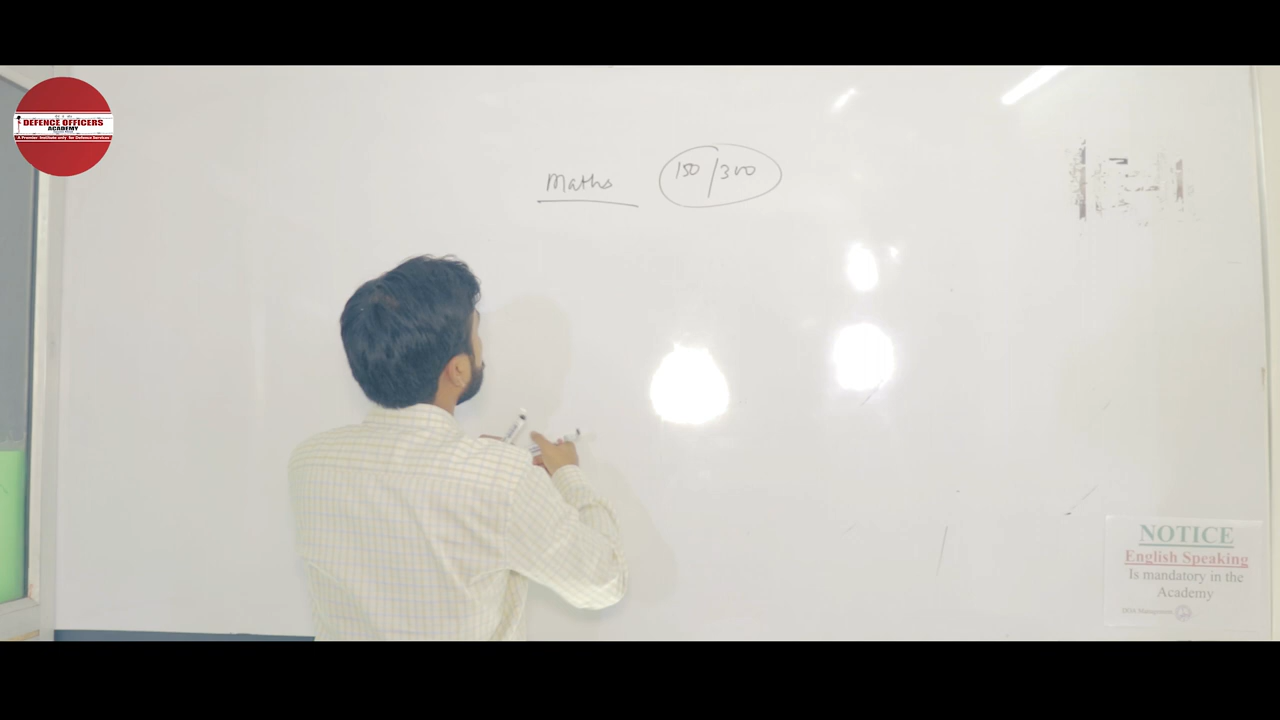 DEFENCE OFFICERS
ACADEMY
A Premier Institute only for Defence Services
Maths 150/300
NOTICE
English Speaking
Is mandatory in the
Academy
DOA Management